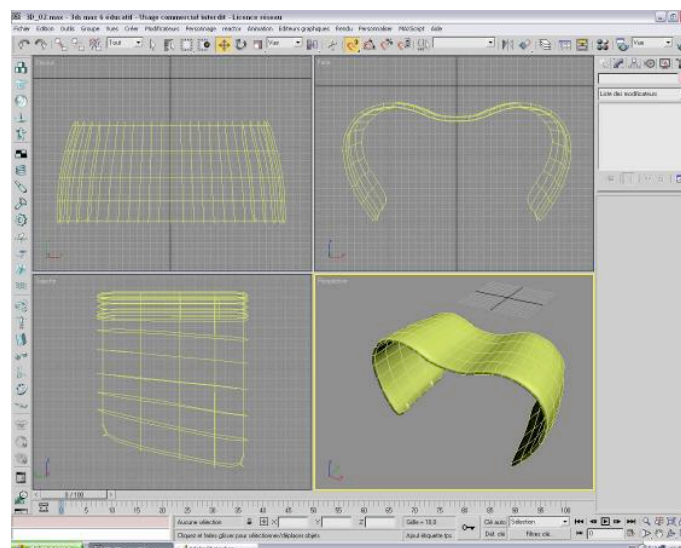 3D_02.max - 3ds max 6 éducatif - Usage commercial interdit - Licence réseau
Fichier Edition Outils Groupe Vues Créer Modificateurs Personnage reactor Animation Editeurs graphiques Rendu Personnaliser MAXScript Aide
Tout
Vue
Vue
Dessus
Face
Liste des modificateurs
Gauche
Perspective
0 / 100
0 5 10 15 20 25 30 35 40 45 50 55 60 65 70 75 80 85 90 95 100
Aucune sélection X Y Z Grille = 10,0 Clé auto Sélection
Cliquez et faites glisser pour sélectionner/déplacer objets Ajout étiquette tps Déf. clé Filtres clé... 0